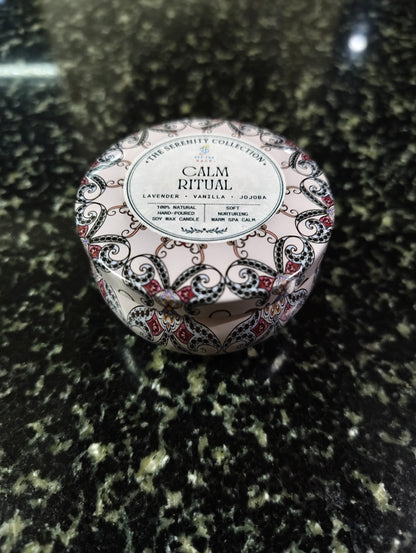 • THE SERENITY COLLECTION •
CALM
RITUAL
LAVENDER • VANILLA • JOJOBA
100% NATURAL
HAND-POURED
SOY WAX CANDLE
SOFT
NURTURING
WARM SPA CALM